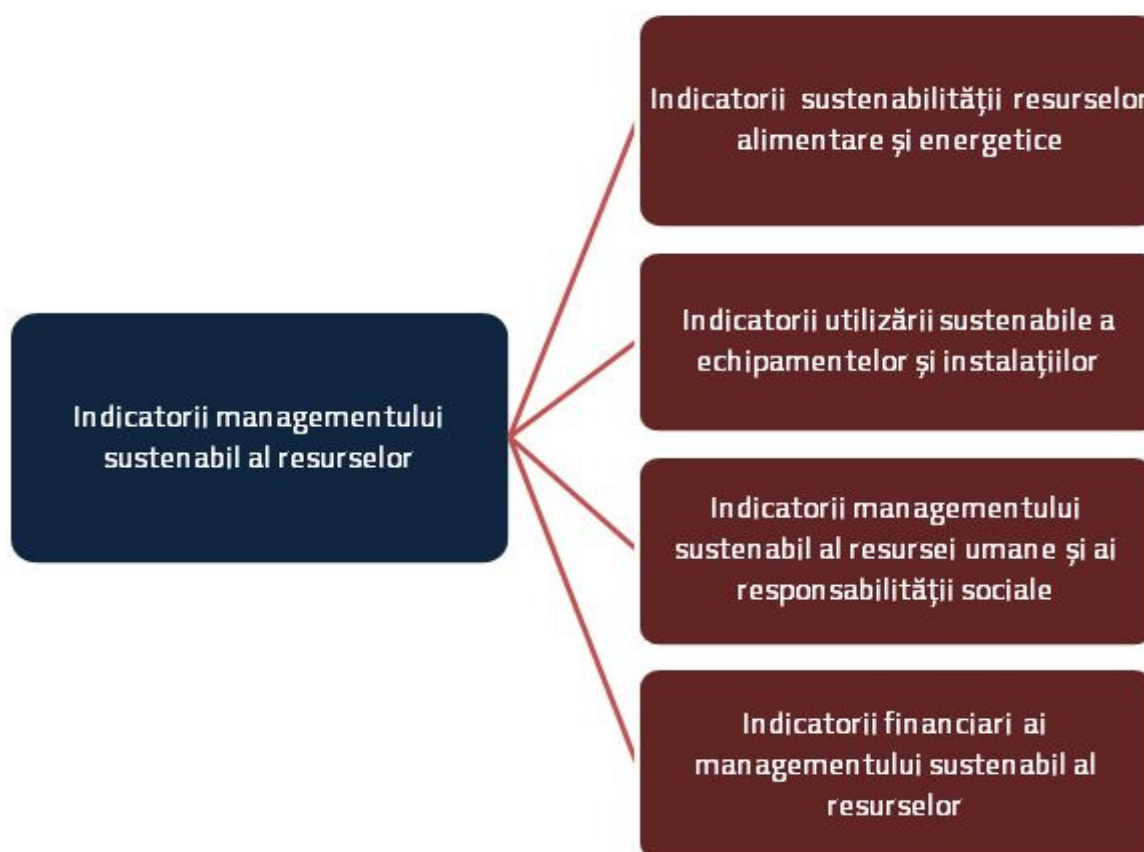 Indicatorii managementului
sustenabil al resurselor
Indicatorii sustenabilității resurselor
alimentare și energetice
Indicatorii utilizării sustenabile a
echipamentelor și instalațiilor
Indicatorii managementului
sustenabil al resursei umane și ai
responsabilității sociale
Indicatorii financiari ai
managementului sustenabil al
resurselor